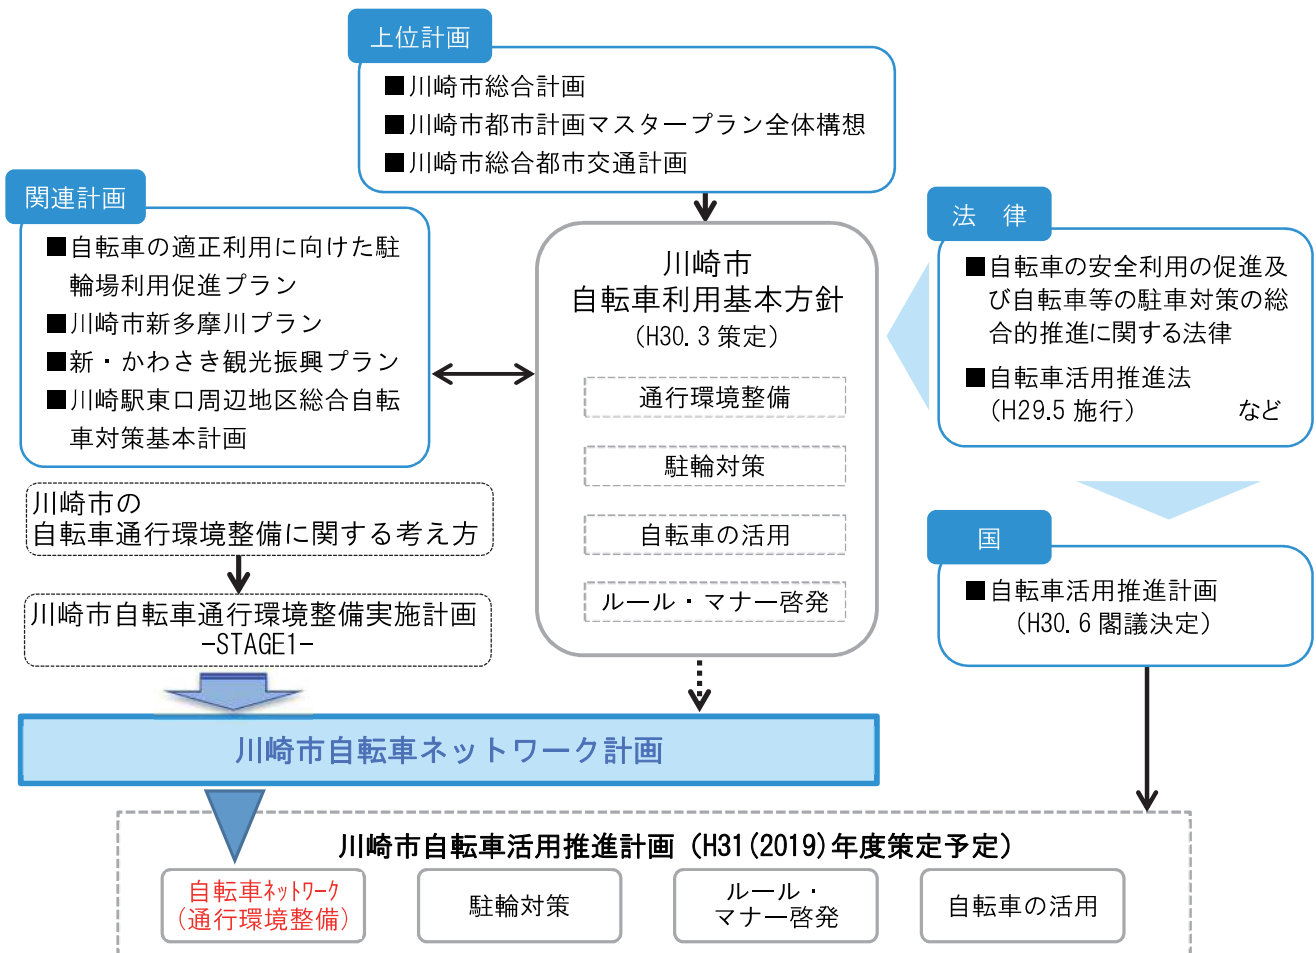 上位計画
■川崎市総合計画
■川崎市都市計画マスタープラン全体構想
■川崎市総合都市交通計画
関連計画
■自転車の適正利用に向けた駐
輪場利用促進プラン
■川崎市新多摩川プラン
■新・かわさき観光振興プラン
■川崎駅東口周辺地区総合自転
車対策基本計画
川崎市
自転車利用基本方針
(H30.3 策定)
通行環境整備
駐輪対策
自転車の活用
ルール・マナー啓発
法 律
■自転車の安全利用の促進及
び自転車等の駐車対策の総
合的推進に関する法律
■自転車活用推進法
(H29.5 施行) など
国
■自転車活用推進計画
(H30.6 閣議決定)
川崎市の
自転車通行環境整備に関する考え方
川崎市自転車通行環境整備実施計画
−STAGE1−
川崎市自転車ネットワーク計画
川崎市自転車活用推進計画（H31(2019)年度策定予定）
自転車ネットワーク
(通行環境整備)
駐輪対策
ルール・
マナー啓発
自転車の活用